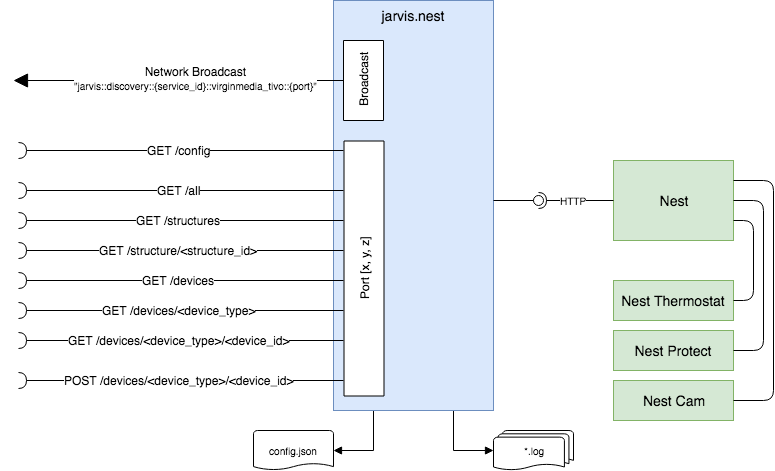 jarvis.nest
Network Broadcast
"jarvis::discovery::{service_id}::virginmedia_tivo::{port}"
Broadcast
GET /config
GET /all
GET /structures
GET /structure/<structure_id>
GET /devices
GET /devices/<device_type>
GET /devices/<device_type>/<device_id>
POST /devices/<device_type>/<device_id>
Port [x, y, z]
HTTP
Nest
Nest Thermostat
Nest Protect
Nest Cam
config.json
*.log